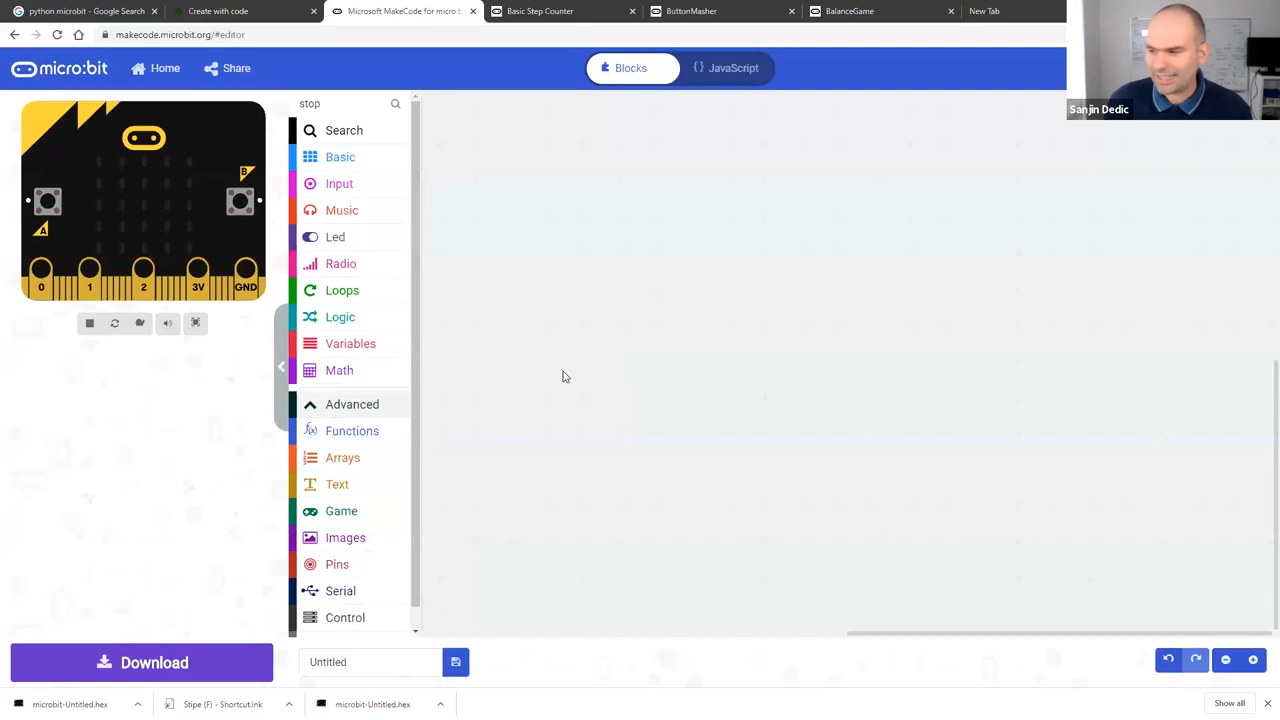 python microbit - Google Search
Create with code
Microsoft MakeCode for micro:b
Basic Step Counter
ButtonMasher
BalanceGame
New Tab
makecode.microbit.org/#editor
micro:bit
Home
Share
Blocks
{} JavaScript
Sanjin Dedic
stop
Search
Basic
Input
Music
Led
Radio
Loops
Logic
Variables
Math
Advanced
Functions
Arrays
Text
Game
Images
Pins
Serial
Control
A
B
0 1 2 3V GND
Download
Untitled
microbit-Untitled.hex
Stipe (F) - Shortcut.lnk
microbit-Untitled.hex
Show all